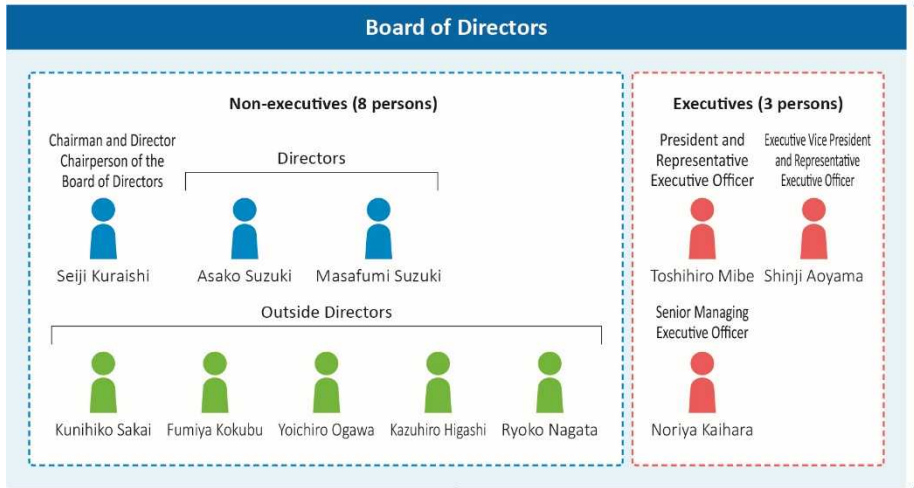 Board of Directors
Non-executives (8 persons)
Chairman and Director
Chairperson of the
Board of Directors
Directors
Seiji Kuraishi
Asako Suzuki
Masafumi Suzuki
Outside Directors
Kunihiko Sakai
Fumiya Kokubu
Yoichiro Ogawa
Kazuhiro Higashi
Ryoko Nagata
Executives (3 persons)
President and
Representative
Executive Officer
Executive Vice President
and Representative
Executive Officer
Toshihiro Mibe
Shinji Aoyama
Senior Managing
Executive Officer
Noriya Kaihara